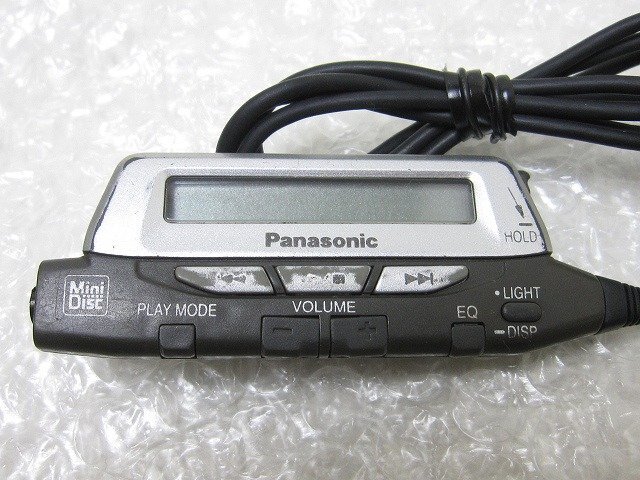 Panasonic
HOLD
Mini
Disc
PLAY MODE
VOLUME
EQ
LIGHT
DISP